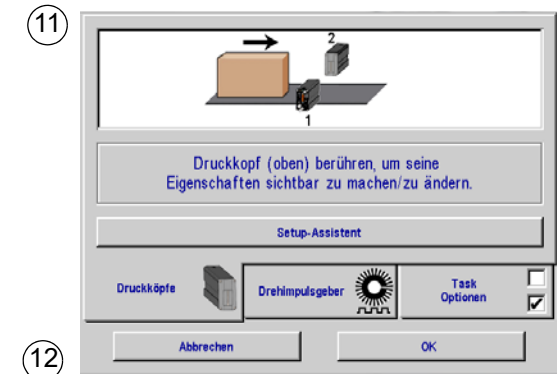 11
2
1
Druckkopf (oben) berühren, um seine
Eigenschaften sichtbar zu machen/zu ändern.
Setup-Assistent
Druckköpfe
Drehimpulsgeber
Task
Optionen
Abbrechen
OK
12